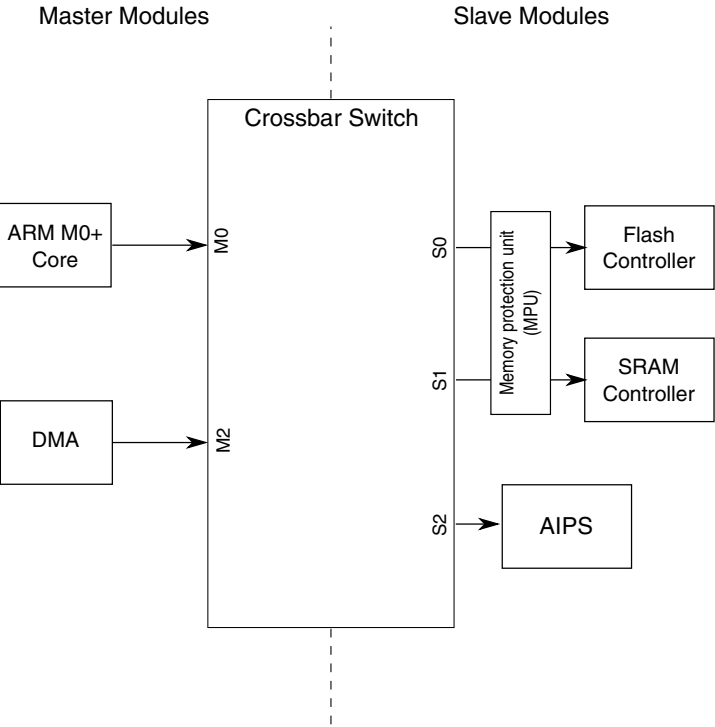 Master Modules
Slave Modules
Crossbar Switch
ARM M0+
Core
M0
S0
Memory protection unit
(MPU)
Flash
Controller
S1
SRAM
Controller
DMA
M2
S2
AIPS